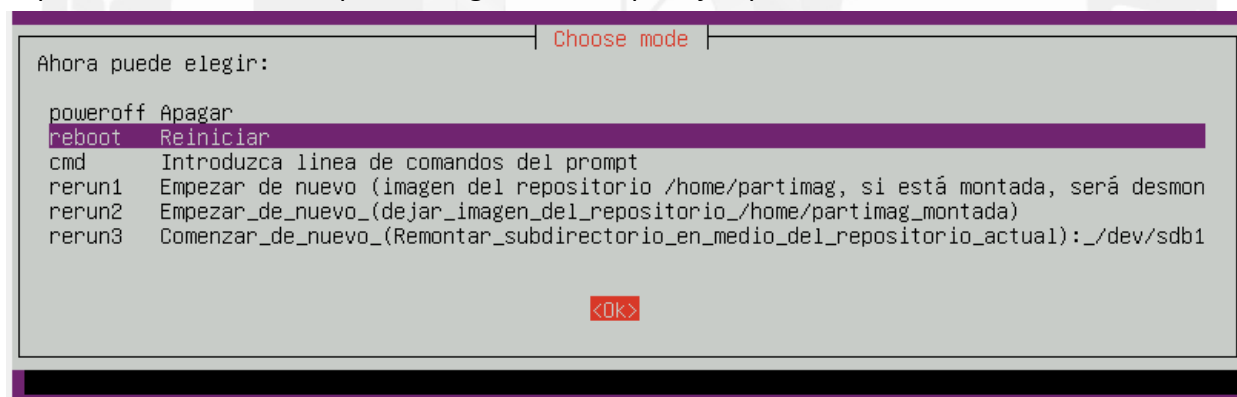 Choose mode
Ahora puede elegir:
poweroff Apagar
reboot Reiniciar
cmd Introduzca linea de comandos del prompt
rerun1 Empezar de nuevo (imagen del repositorio /home/partimag, si está montada, será desmon
rerun2 Empezar_de_nuevo_(dejar_imagen_del_repositorio_/home/partimag_montada)
rerun3 Comenzar_de_nuevo_(Remontar_subdirectorio_en_medio_del_repositorio_actual):_/dev/sdb1
<Ok>